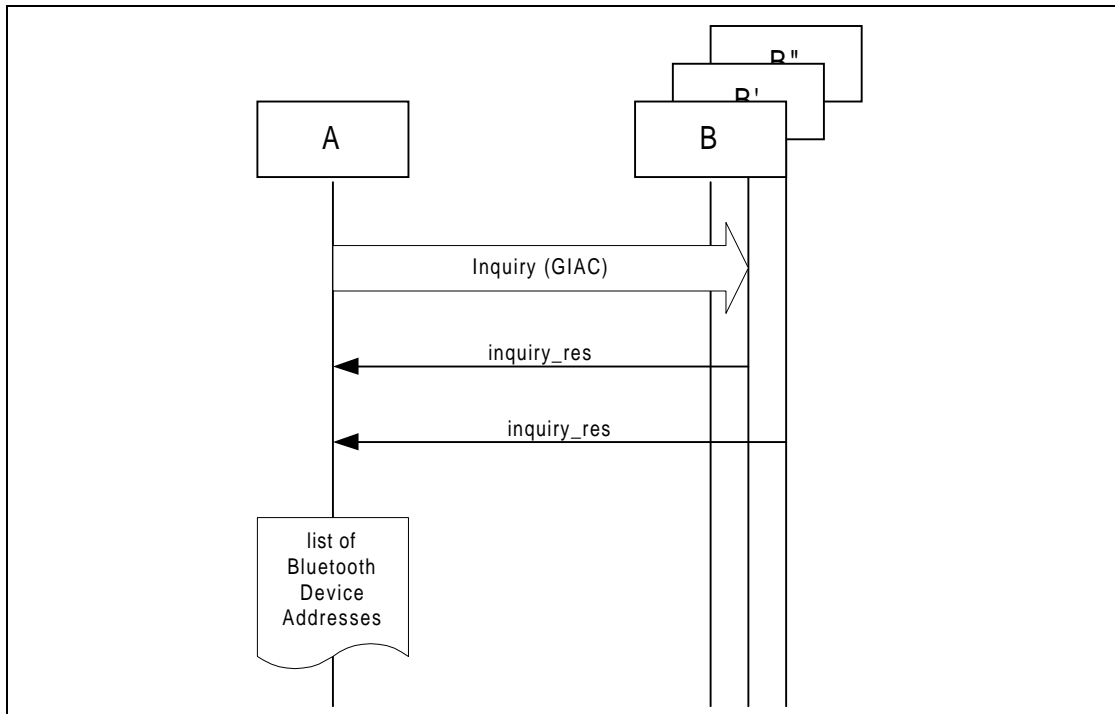 B"
B'
A
B
Inquiry (GIAC)
inquiry_res
inquiry_res
list of
Bluetooth
Device
Addresses